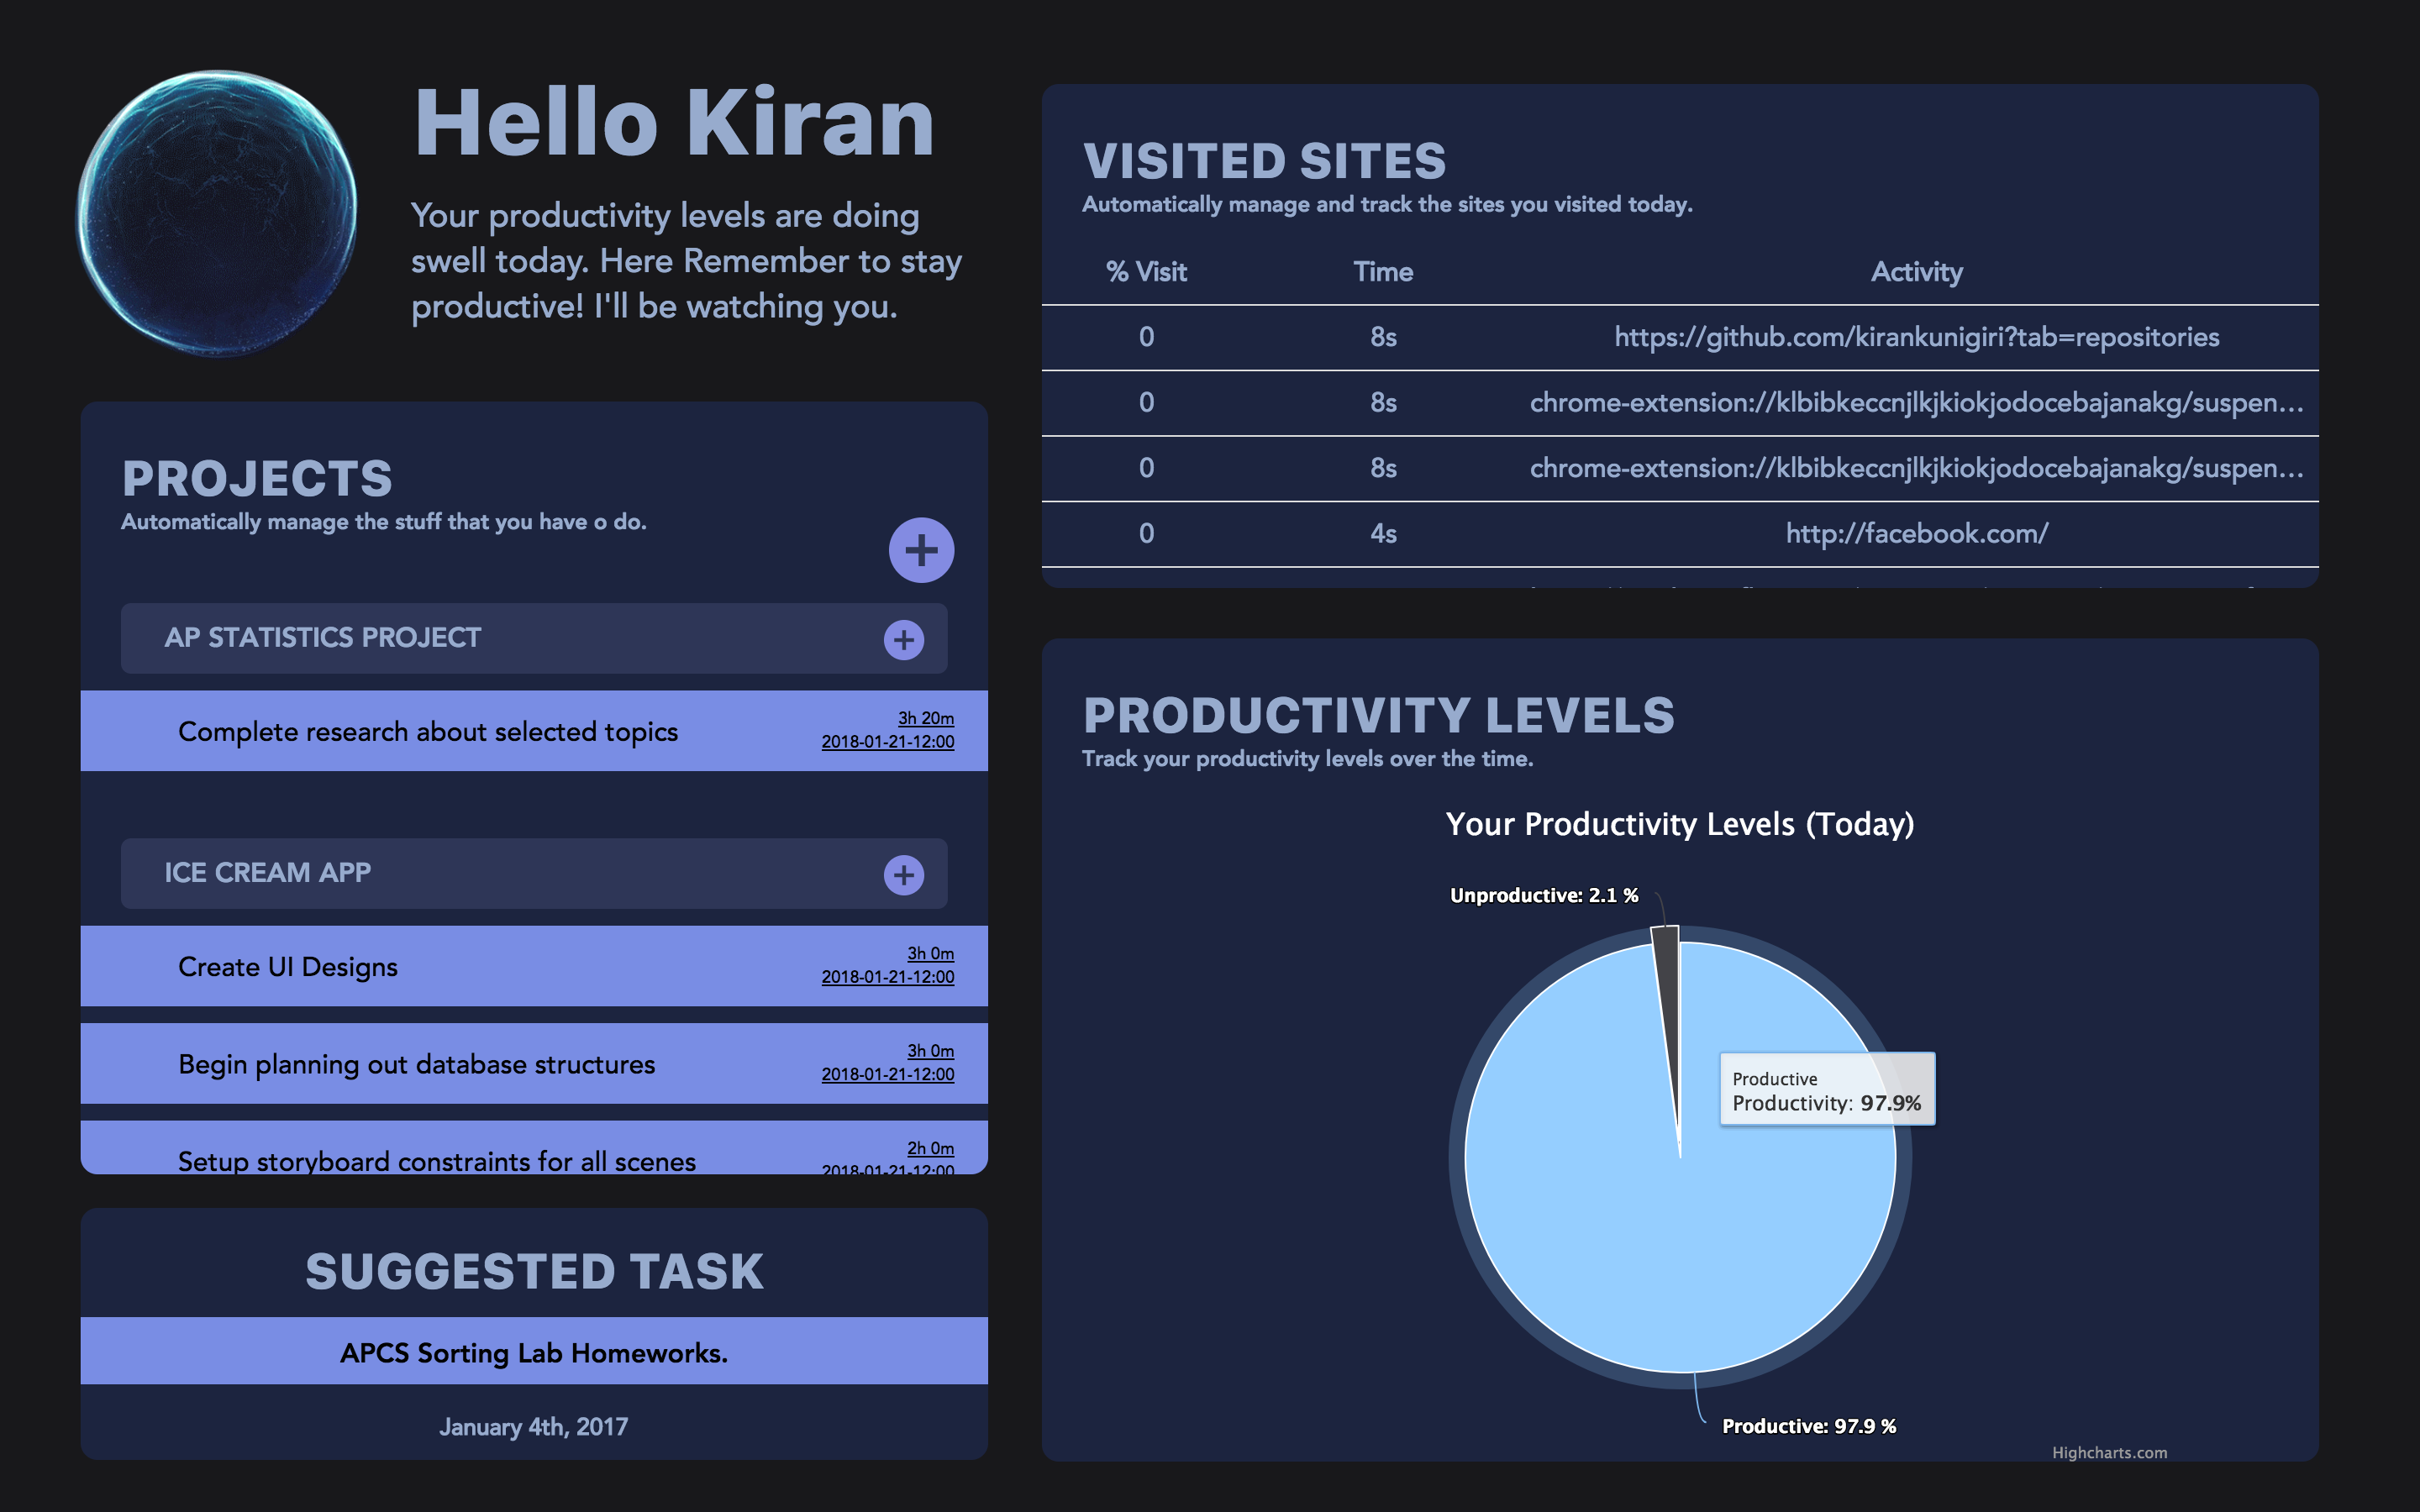 Hello Kiran
Your productivity levels are doing
swell today. Here Remember to stay
productive! I'll be watching you.
PROJECTS
Automatically manage the stuff that you have o do.
AP STATISTICS PROJECT
Complete research about selected topics
3h 20m
2018-01-21-12:00
ICE CREAM APP
Create UI Designs
3h 0m
2018-01-21-12:00
Begin planning out database structures
3h 0m
2018-01-21-12:00
Setup storyboard constraints for all scenes
2h 0m
2018-01-21-12:00
SUGGESTED TASK
APCS Sorting Lab Homeworks.
January 4th, 2017
VISITED SITES
Automatically manage and track the sites you visited today.
% Visit Time Activity
0 8s https://github.com/kirankunigiri?tab=repositories
0 8s chrome-extension://klbibkeccnjlkjkiokjodocebajanakg/suspen...
0 8s chrome-extension://klbibkeccnjlkjkiokjodocebajanakg/suspen...
0 4s http://facebook.com/
PRODUCTIVITY LEVELS
Track your productivity levels over the time.
Your Productivity Levels (Today)
Unproductive: 2.1 %
Productive
Productivity: 97.9%
Productive: 97.9 %
Highcharts.com